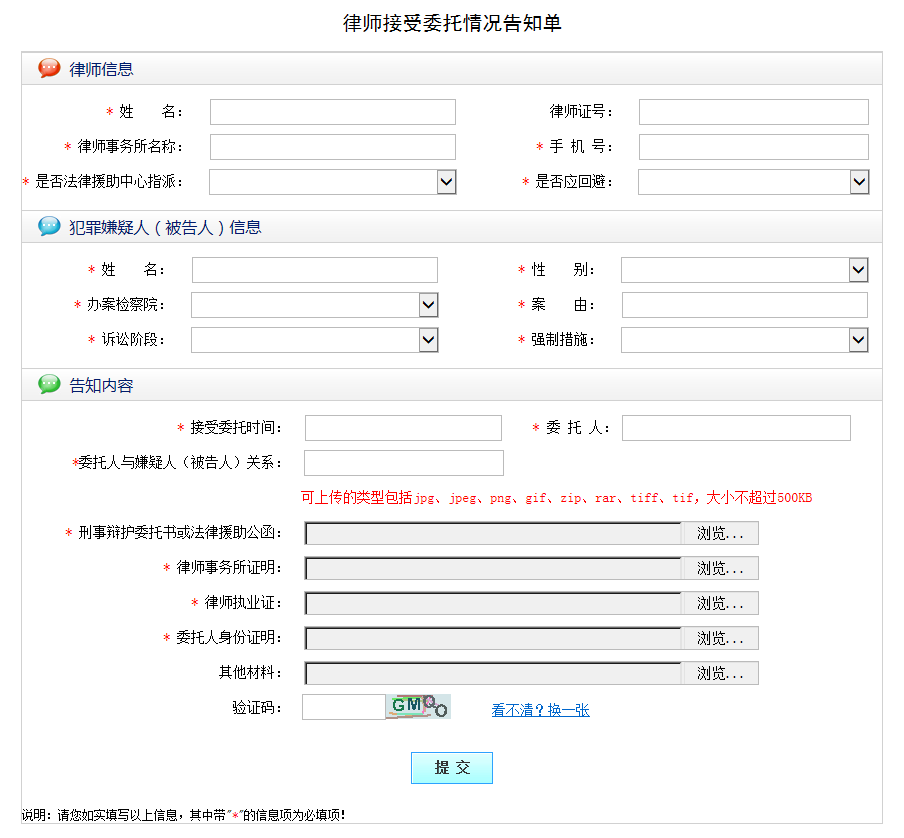 律师接受委托情况告知单
律师信息
* 姓 名： 律师证号：
* 律师事务所名称： * 手 机 号：
* 是否法律援助中心指派： * 是否应回避：
犯罪嫌疑人（被告人）信息
* 姓 名： * 性 别：
* 办案检察院： * 案 由：
* 诉讼阶段： * 强制措施：
告知内容
* 接受委托时间： * 委 托 人：
*委托人与嫌疑人（被告人）关系：
可上传的类型包括jpg、jpeg、png、gif、zip、rar、tiff、tif，大小不超过500KB
* 刑事辩护委托书或法律援助公函： 浏览...
* 律师事务所证明： 浏览...
* 律师执业证： 浏览...
* 委托人身份证明： 浏览...
其他材料： 浏览...
验证码： GMQO 看不清？换一张
提 交
说明：请您如实填写以上信息，其中带"*"的信息项为必填项！